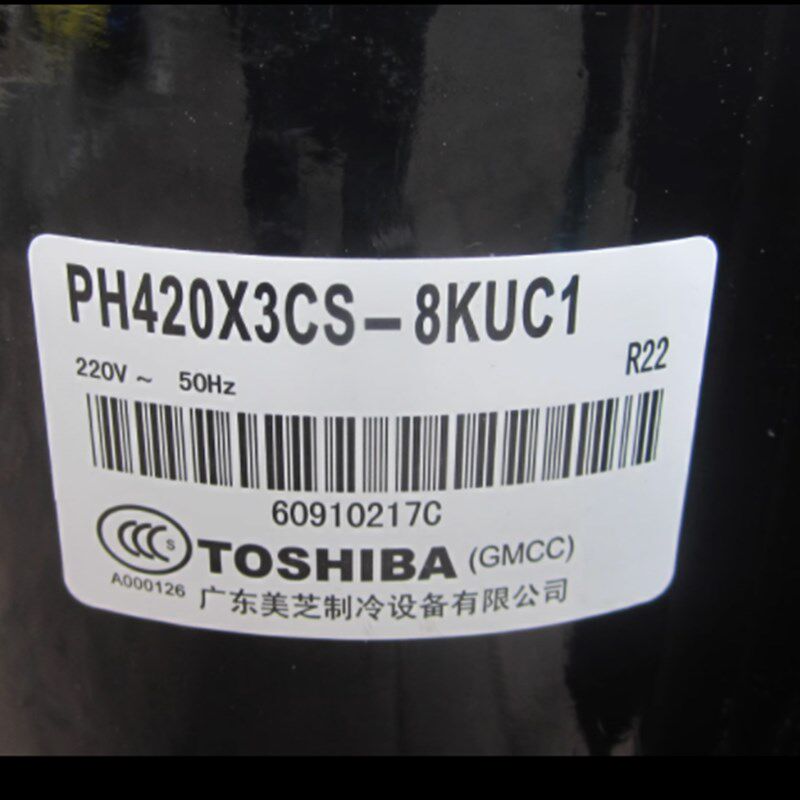 PH420X3CS-8KUC1
220V ~ 50Hz R22
60910217C
CCC S TOSHIBA (GMCC)
A000126
广东美芝制冷设备有限公司